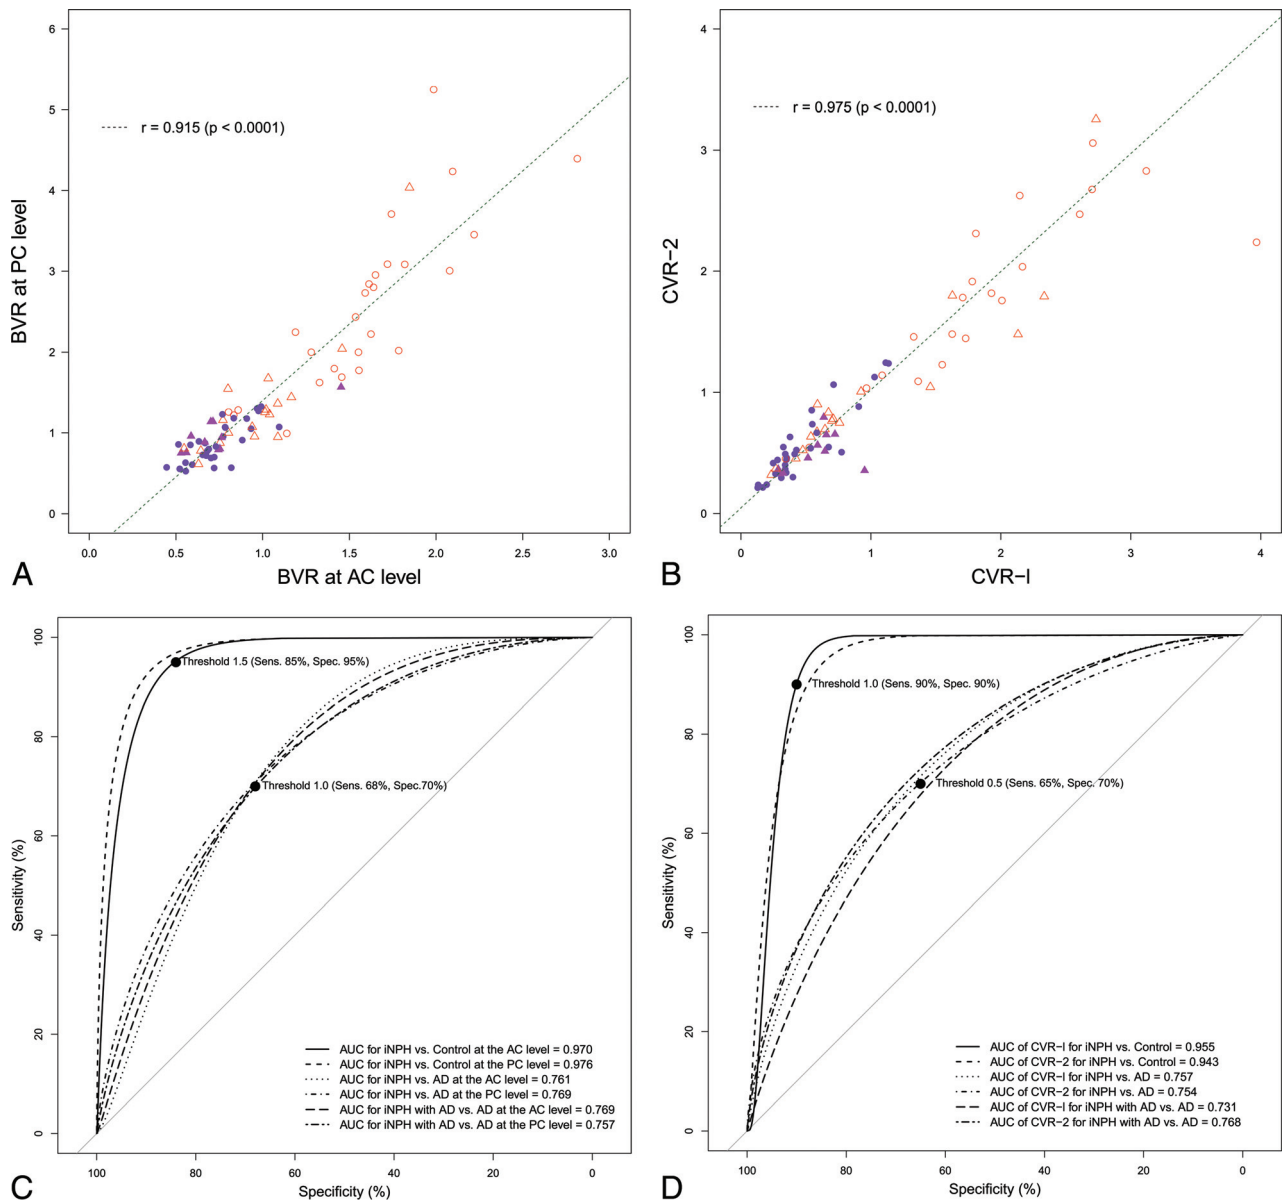 6
5
4
3
2
1
0
BVR at PC level
r = 0.915 (p < 0.0001)
0.0 0.5 1.0 1.5 2.0 2.5 3.0
BVR at AC level
A
4
3
2
1
0
CVR-2
r = 0.975 (p < 0.0001)
0 1 2 3 4
CVR-I
B
100
80
60
40
20
0
Sensitivity (%)
Threshold 1.5 (Sens. 85%, Spec. 95%)
Threshold 1.0 (Sens. 68%, Spec.70%)
AUC for iNPH vs. Control at the AC level = 0.970
AUC for iNPH vs. Control at the PC level = 0.976
AUC for iNPH vs. AD at the AC level = 0.761
AUC for iNPH vs. AD at the PC level = 0.769
AUC for iNPH with AD vs. AD at the AC level = 0.769
AUC for iNPH with AD vs. AD at the PC level = 0.757
100 80 60 40 20 0
Specificity (%)
C
100
80
60
40
20
0
Sensitivity (%)
Threshold 1.0 (Sens. 90%, Spec. 90%)
Threshold 0.5 (Sens. 65%, Spec. 70%)
AUC of CVR-I for iNPH vs. Control = 0.955
AUC of CVR-2 for iNPH vs. Control = 0.943
AUC of CVR-I for iNPH vs. AD = 0.757
AUC of CVR-2 for iNPH vs. AD = 0.754
AUC of CVR-I for iNPH with AD vs. AD = 0.731
AUC of CVR-2 for iNPH with AD vs. AD = 0.768
100 80 60 40 20 0
Specificity (%)
D